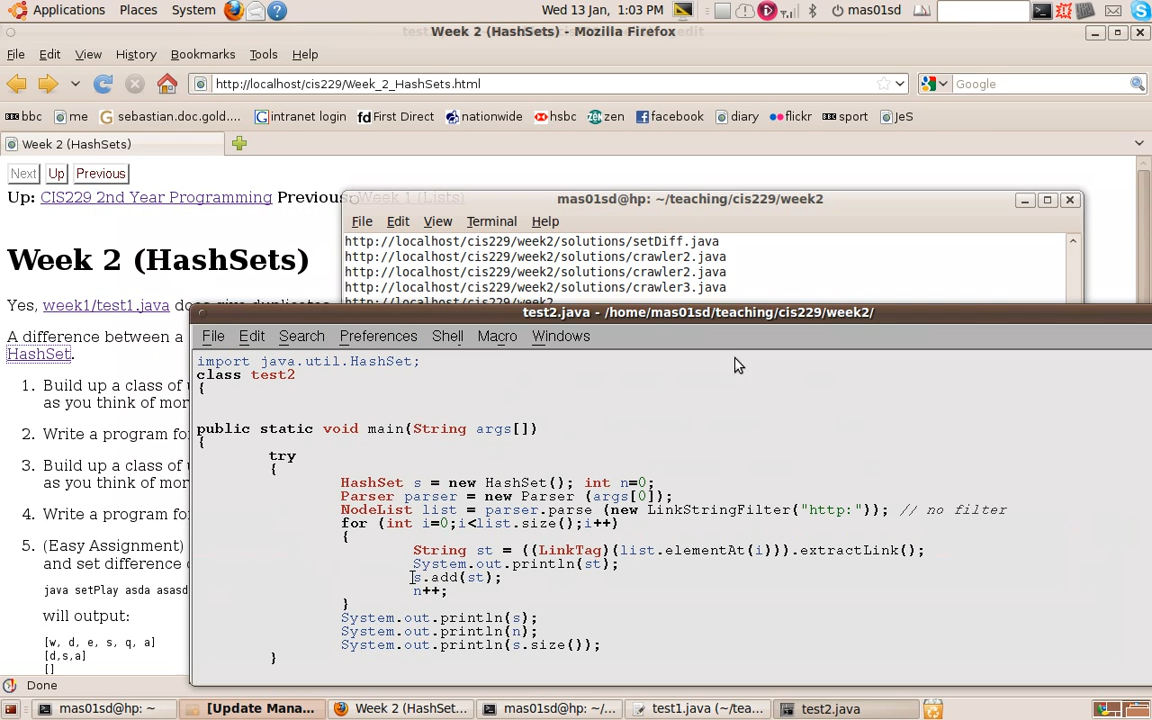 Applications Places System Wed 13 Jan, 1:03 PM mas01sd
Week 2 (HashSets) - Mozilla Firefox
File Edit View History Bookmarks Tools Help
http://localhost/cis229/Week_2_HashSets.html Google
bbc me sebastian.doc.gold.... intranet login First Direct nationwide hsbc zen facebook diary flickr sport JeS
Week 2 (HashSets)
Next Up Previous
Up: CIS229 2nd Year Programming Previous: Week 1 (Lists)
Week 2 (HashSets)
Yes, week1/test1.java does give duplicates
A difference between a
HashSet.
1. Build up a class of
as you think of mor
2. Write a program fo
3. Build up a class of
as you think of mor
4. Write a program fo
5. (Easy Assignment)
and set difference
java setPlay asda asasd
will output:
[w, d, e, s, q, a]
[d,s,a]
[]
Done
mas01sd@hp: ~/teaching/cis229/week2
File Edit View Terminal Help
http://localhost/cis229/week2/solutions/setDiff.java
http://localhost/cis229/week2/solutions/crawler2.java
http://localhost/cis229/week2/solutions/crawler2.java
http://localhost/cis229/week2/solutions/crawler3.java
http://localhost/cis229/week2
test2.java - /home/mas01sd/teaching/cis229/week2/
File Edit Search Preferences Shell Macro Windows
import java.util.HashSet;
class test2
{
public static void main(String args[])
{
try
{
HashSet s = new HashSet(); int n=0;
Parser parser = new Parser (args[0]);
NodeList list = parser.parse (new LinkStringFilter("http:")); // no filter
for (int i=0;i<list.size();i++)
{
String st = ((LinkTag)(list.elementAt(i))).extractLink();
System.out.println(st);
s.add(st);
n++;
}
System.out.println(s);
System.out.println(n);
System.out.println(s.size());
}
mas01sd@hp: ~ [Update Mana... Week 2 (HashSet... mas01sd@hp: ~/... test1.java (~/tea... test2.java